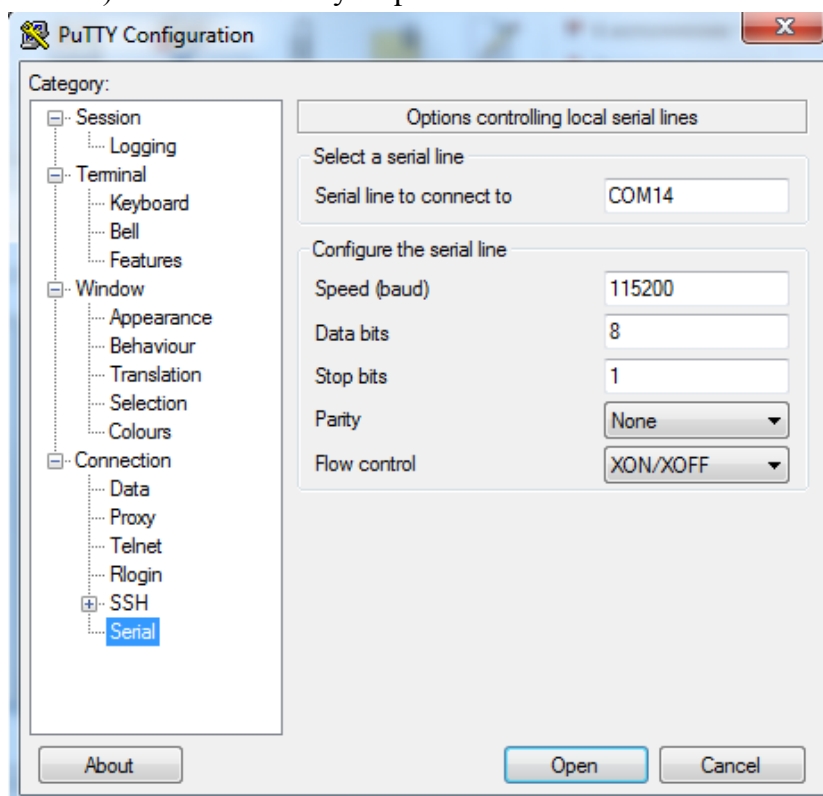 PuTTY Configuration
Category:
Session
Logging
Terminal
Keyboard
Bell
Features
Window
Appearance
Behaviour
Translation
Selection
Colours
Connection
Data
Proxy
Telnet
Rlogin
SSH
Serial
Options controlling local serial lines
Select a serial line
Serial line to connect to COM14
Configure the serial line
Speed (baud) 115200
Data bits 8
Stop bits 1
Parity None
Flow control XON/XOFF
About Open Cancel